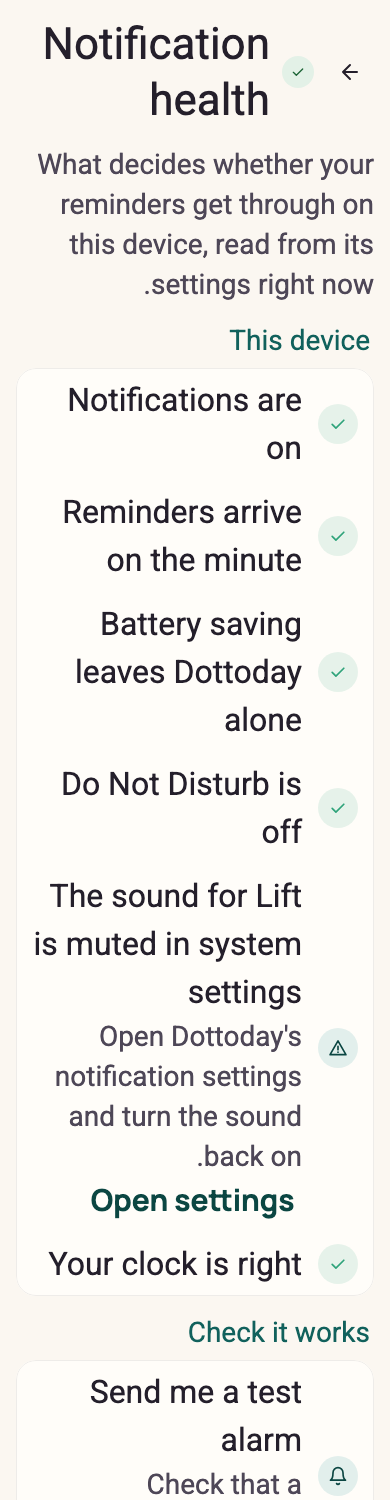 Notification
health
What decides whether your
reminders get through on
this device, read from its
.settings right now
This device
Notifications are
on
Reminders arrive
on the minute
Battery saving
leaves Dottoday
alone
Do Not Disturb is
off
The sound for Lift
is muted in system
settings
Open Dottoday's
notification settings
and turn the sound
.back on
Open settings
Your clock is right
Check it works
Send me a test
alarm
Check that a